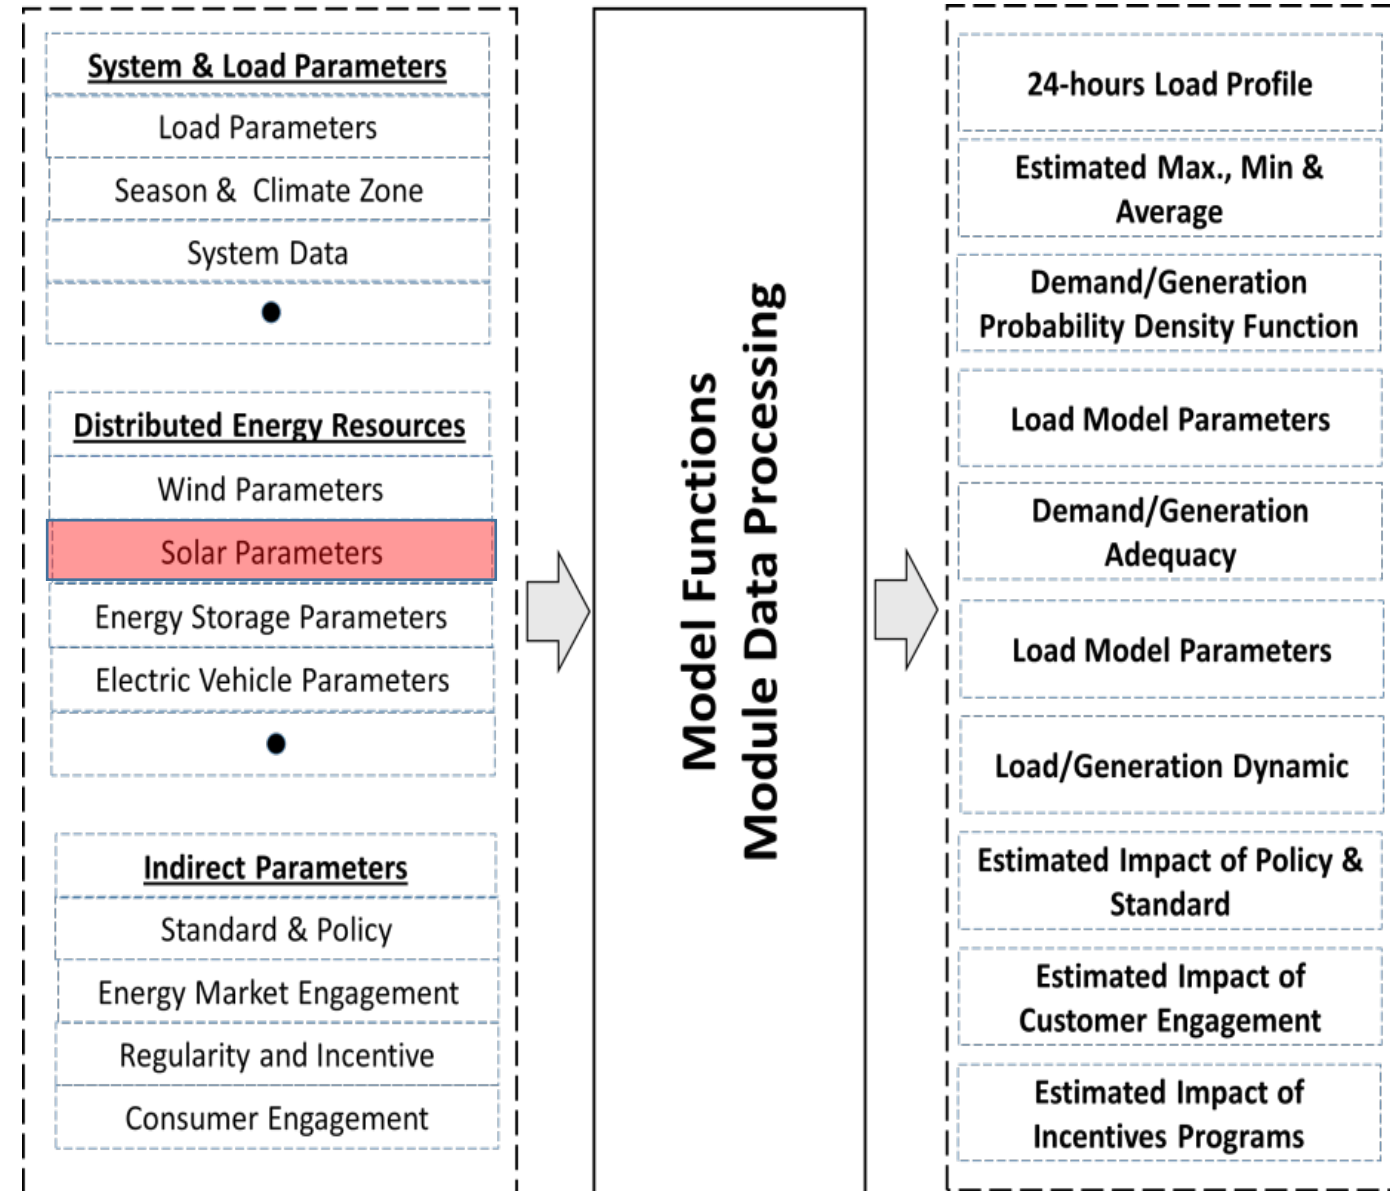 System & Load Parameters
Load Parameters
Season & Climate Zone
System Data
Distributed Energy Resources
Wind Parameters
Solar Parameters
Energy Storage Parameters
Electric Vehicle Parameters
Indirect Parameters
Standard & Policy
Energy Market Engagement
Regularity and Incentive
Consumer Engagement
Model Functions
Module Data Processing
24-hours Load Profile
Estimated Max., Min &
Average
Demand/Generation
Probability Density Function
Load Model Parameters
Demand/Generation
Adequacy
Load Model Parameters
Load/Generation Dynamic
Estimated Impact of Policy &
Standard
Estimated Impact of
Customer Engagement
Estimated Impact of
Incentives Programs